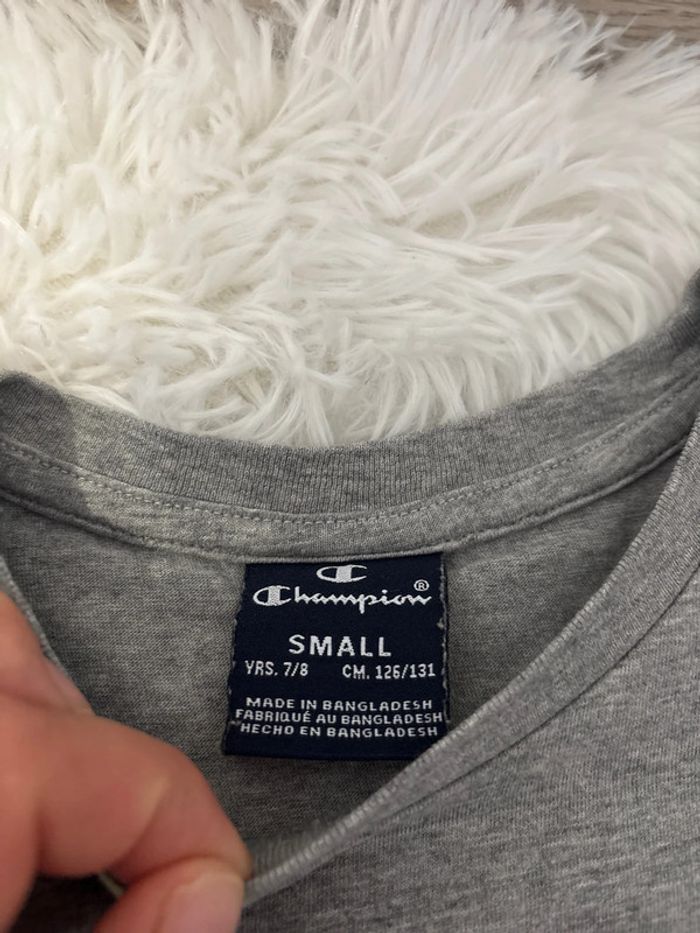 Champion®
SMALL
YRS. 7/8 CM. 126/131
MADE IN BANGLADESH
FABRIQUÉ AU BANGLADESH
HECHO EN BANGLADESH